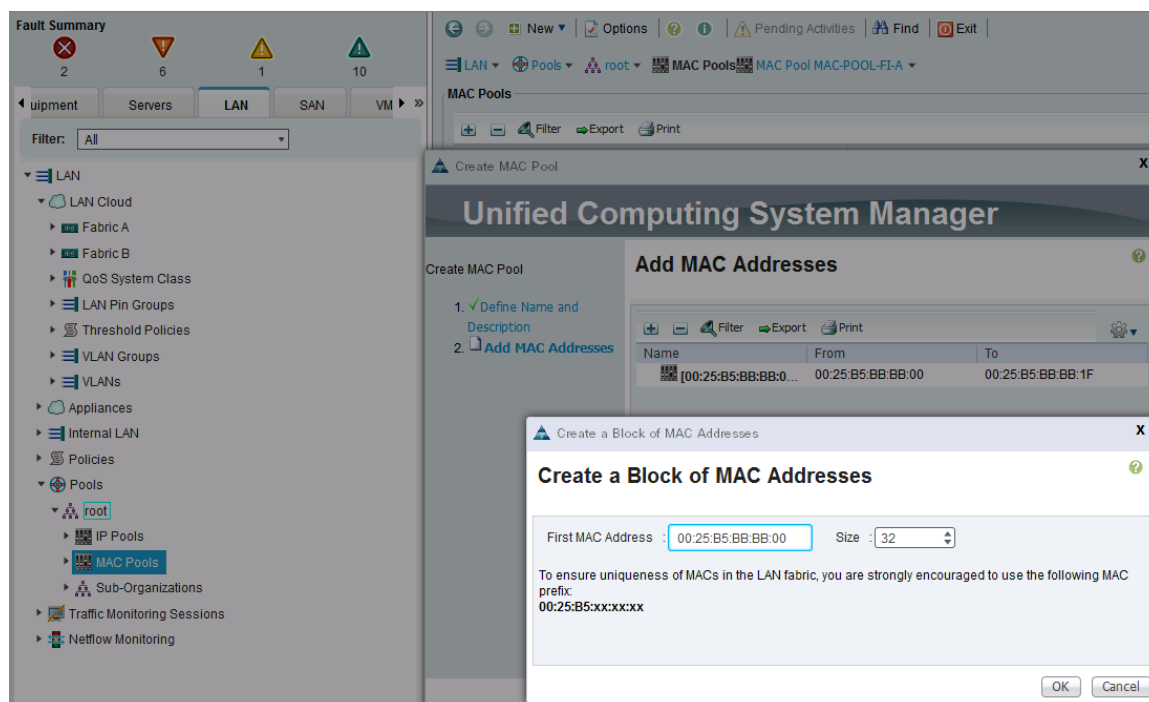 Fault Summary
2 6 1 10
uipment Servers LAN SAN VM
Filter: All
LAN
LAN Cloud
Fabric A
Fabric B
QoS System Class
LAN Pin Groups
Threshold Policies
VLAN Groups
VLANs
Appliances
Internal LAN
Policies
Pools
root
IP Pools
MAC Pools
Sub-Organizations
Traffic Monitoring Sessions
Netflow Monitoring
New Options Pending Activities Find Exit
LAN Pools root MAC Pools MAC Pool MAC-POOL-FI-A
MAC Pools
Filter Export Print
Create MAC Pool X
Unified Computing System Manager
Create MAC Pool
1. Define Name and
Description
2. Add MAC Addresses
Add MAC Addresses
Filter Export Print
Name From To
[00:25:B5:BB:BB:0... 00:25:B5:BB:BB:00 00:25:B5:BB:BB:1F
Create a Block of MAC Addresses X
Create a Block of MAC Addresses
First MAC Address : 00:25:B5:BB:BB:00 Size : 32
To ensure uniqueness of MACs in the LAN fabric, you are strongly encouraged to use the following MAC
prefix:
00:25:B5:xx:xx:xx
OK Cancel